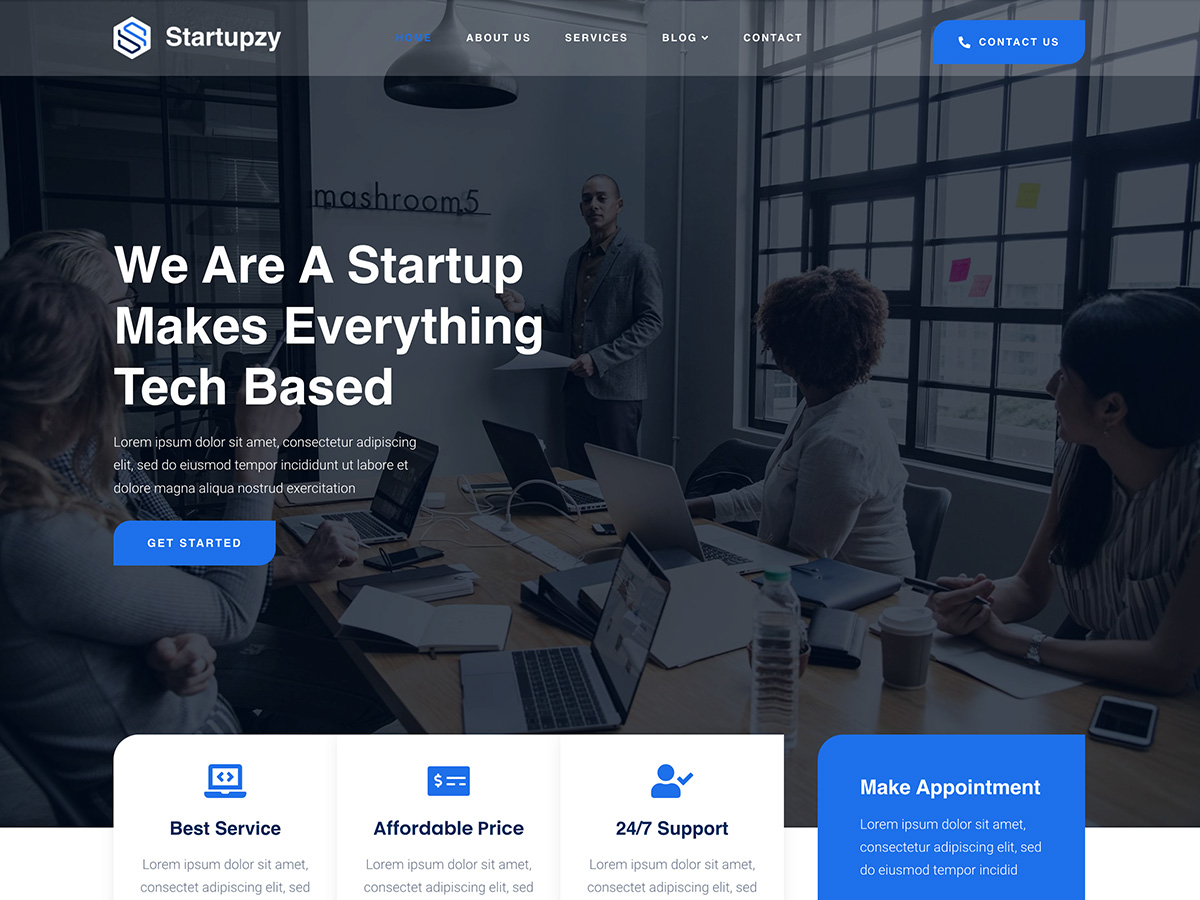 Startupzy
HOME
ABOUT US
SERVICES
BLOG
CONTACT
CONTACT US
mashroom5
We Are A Startup
Makes Everything
Tech Based
Lorem ipsum dolor sit amet, consectetur adipiscing
elit, sed do eiusmod tempor incididunt ut labore et
dolore magna aliqua nostrud exercitation
GET STARTED
Best Service
Lorem ipsum dolor sit amet,
consectet adipiscing elit, sed
Affordable Price
Lorem ipsum dolor sit amet,
consectet adipiscing elit, sed
24/7 Support
Lorem ipsum dolor sit amet,
consectet adipiscing elit, sed
Make Appointment
Lorem ipsum dolor sit amet,
consectetur adipiscing elit, sed
do eiusmod tempor incidid